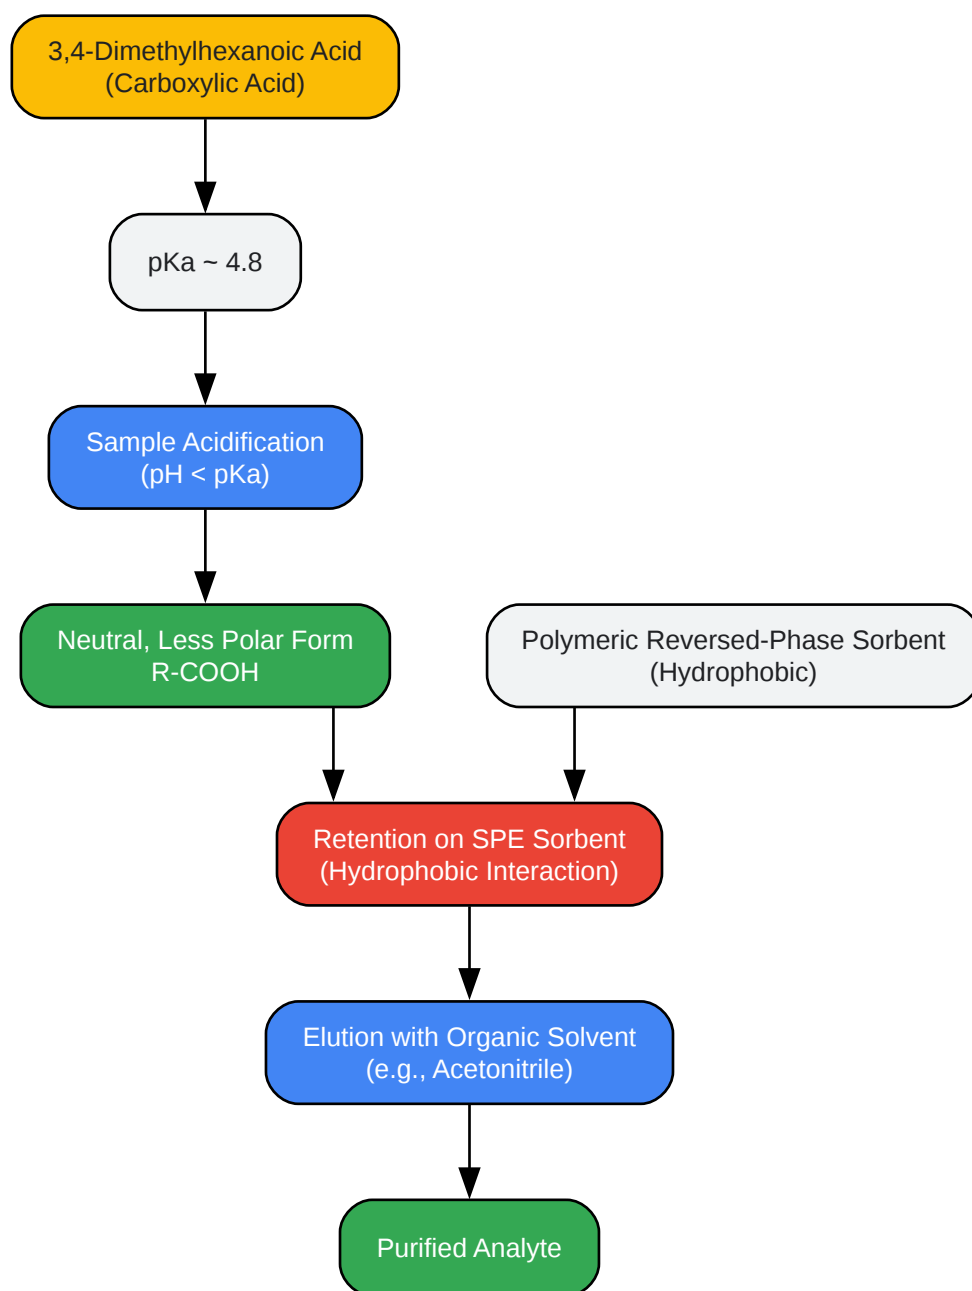 3,4-Dimethylhexanoic Acid
(Carboxylic Acid)
pKa ~ 4.8
Sample Acidification
(pH < pKa)
Neutral, Less Polar Form
R-COOH
Polymeric Reversed-Phase Sorbent
(Hydrophobic)
Retention on SPE Sorbent
(Hydrophobic Interaction)
Elution with Organic Solvent
(e.g., Acetonitrile)
Purified Analyte